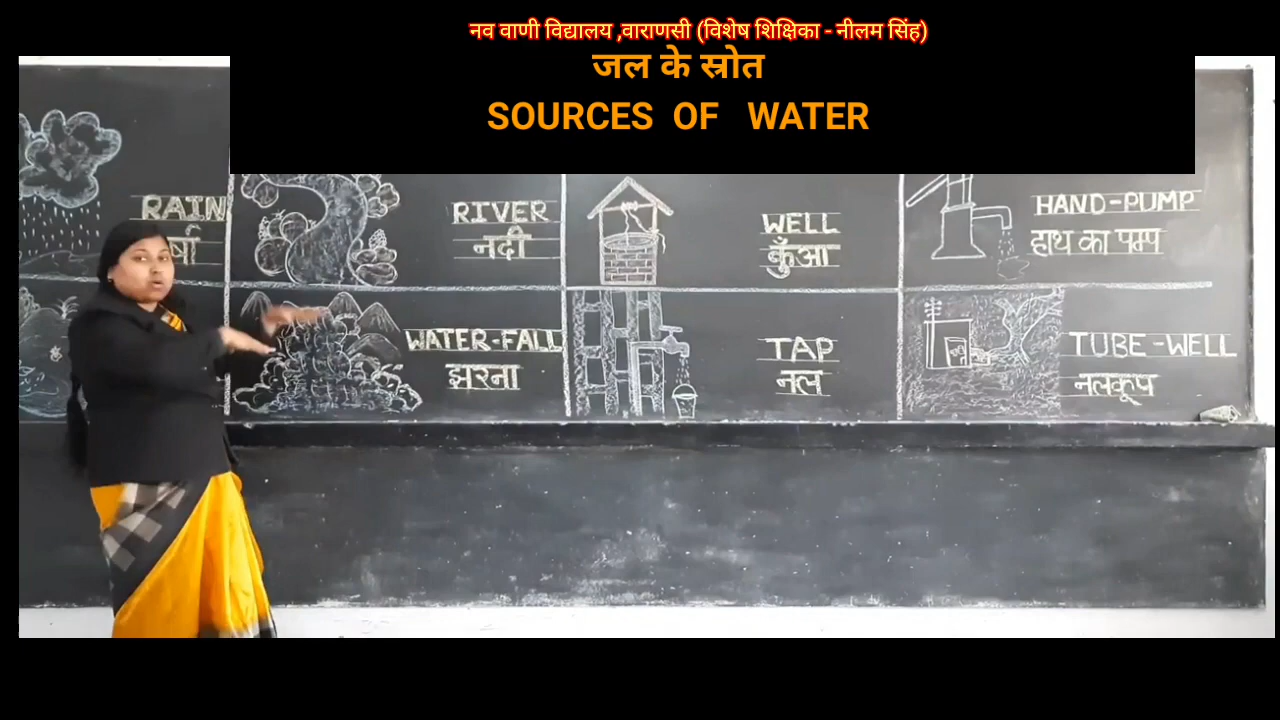 नव वाणी विद्यालय ,वाराणसी (विशेष शिक्षिका - नीलम सिंह)
जल के स्रोत
SOURCES OF WATER
RAIN
RIVER
नदी
WELL
कुँआ
HAND-PUMP
हाथ का पम्प
WATER-FALL
झरना
TAP
नल
TUBE-WELL
नलकूप